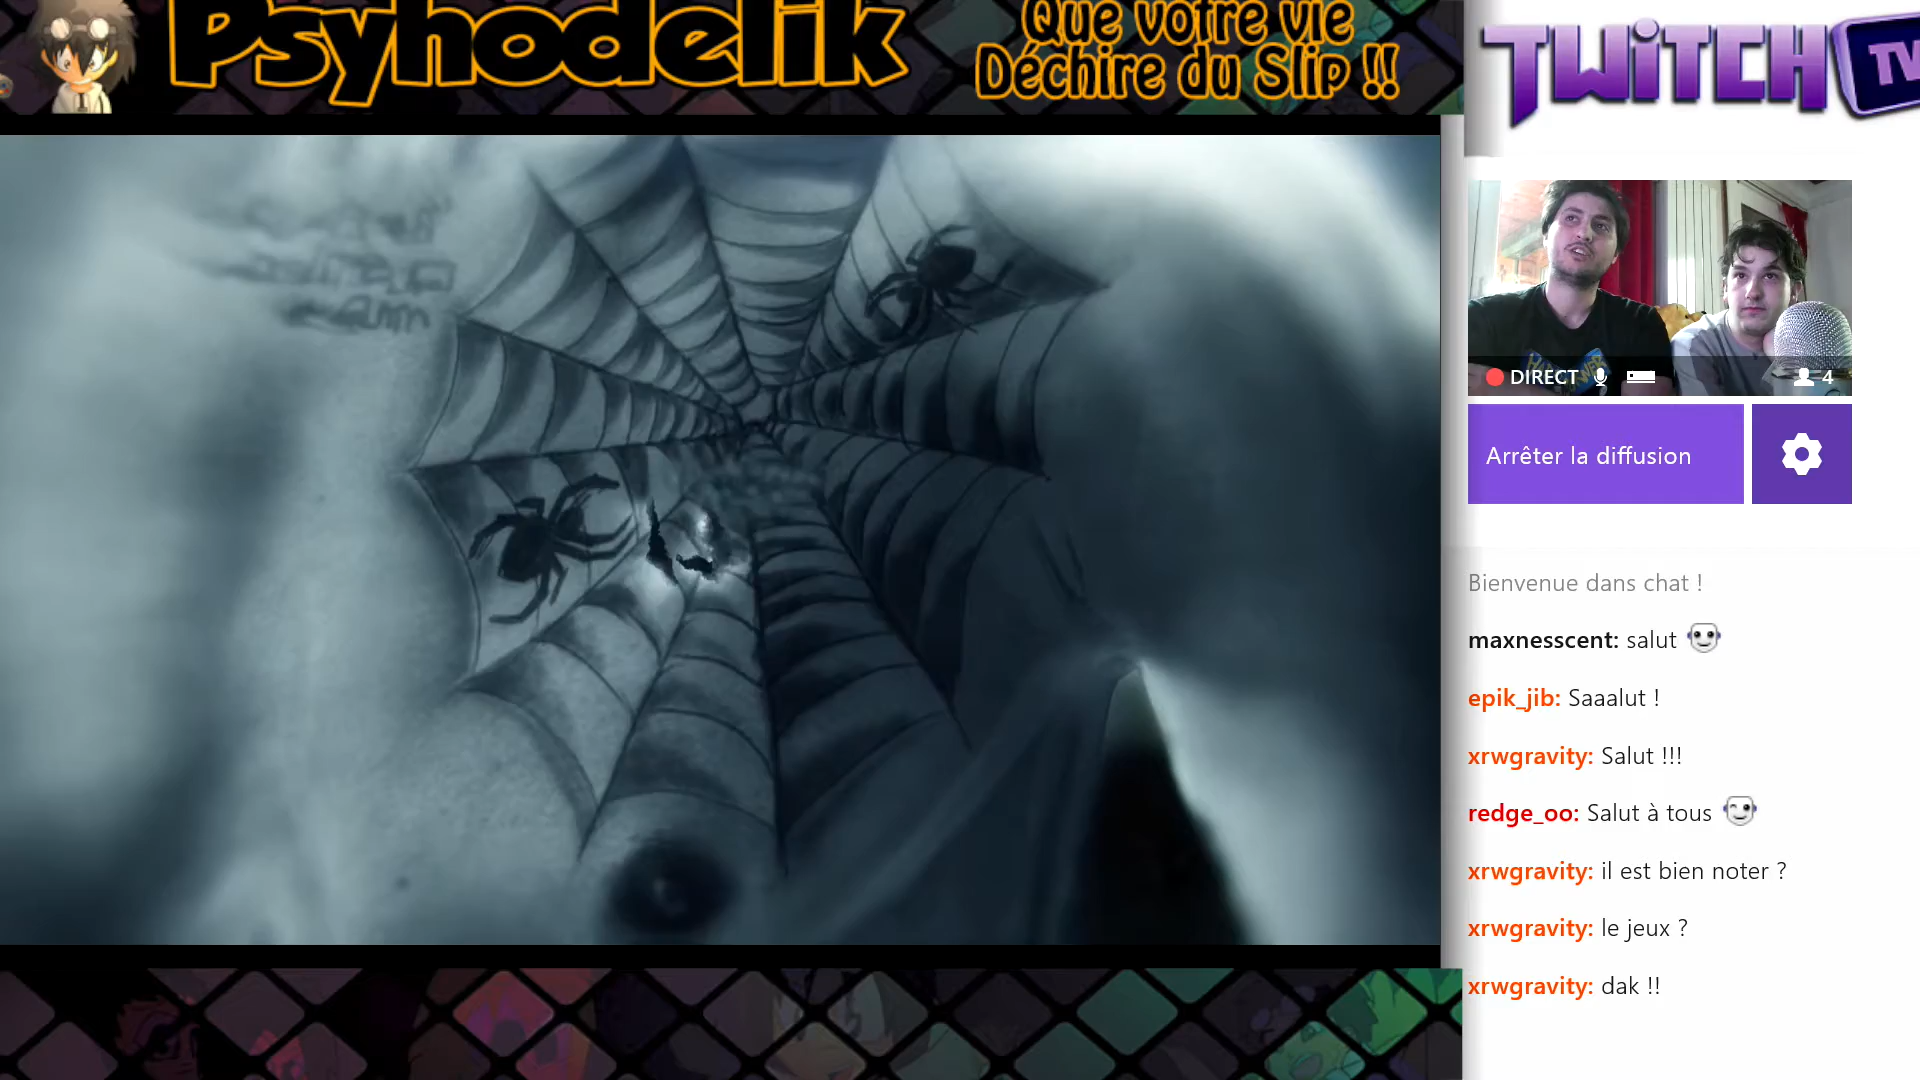 Psyhodelik
Que votre vie
Déchire du Slip !!
TWiTCH TV
DIRECT
4
Arrêter la diffusion
Bienvenue dans chat !
maxnesscent: salut
epik_jib: Saaalut !
xrwgravity: Salut !!!
redge_oo: Salut à tous
xrwgravity: il est bien noter ?
xrwgravity: le jeux ?
xrwgravity: dak !!